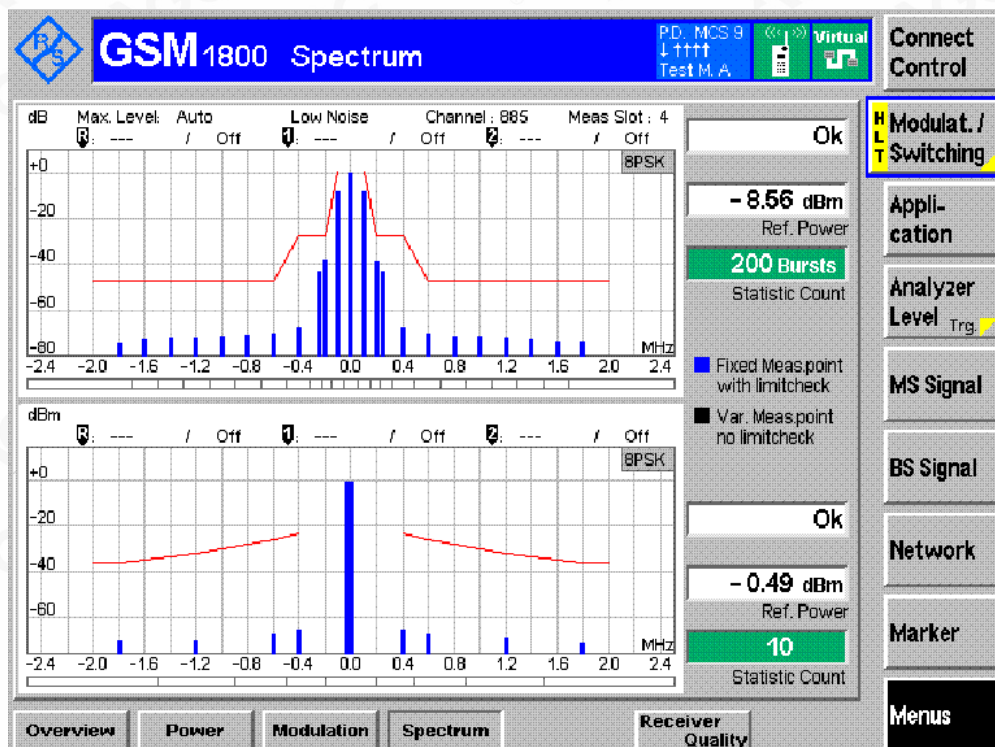 R/S
GSM 1800 Spectrum
P.D. MCS 9
↓ ↑↑↑↑
Test M. A
Virtual
Connect
Control
H
L
T
Modulat. /
Switching
Appli-
cation
Analyzer
Level Trg.
MS Signal
BS Signal
Network
Marker
Menus
dB Max. Level: Auto Low Noise Channel : 885 Meas Slot : 4
R: --- / Off 1: --- / Off 2: --- / Off
8PSK
+0
-20
-40
-60
-80
MHz
-2.4 -2.0 -1.6 -1.2 -0.8 -0.4 0.0 0.4 0.8 1.2 1.6 2.0 2.4
Ok
-8.56 dBm
Ref. Power
200 Bursts
Statistic Count
Fixed Meas.point
with limitcheck
Var. Meas.point
no limitcheck
dBm
R: --- / Off 1: --- / Off 2: --- / Off
8PSK
+0
-20
-40
-60
MHz
-2.4 -2.0 -1.6 -1.2 -0.8 -0.4 0.0 0.4 0.8 1.2 1.6 2.0 2.4
Ok
-0.49 dBm
Ref. Power
10
Statistic Count
Overview Power Modulation Spectrum Receiver
Quality